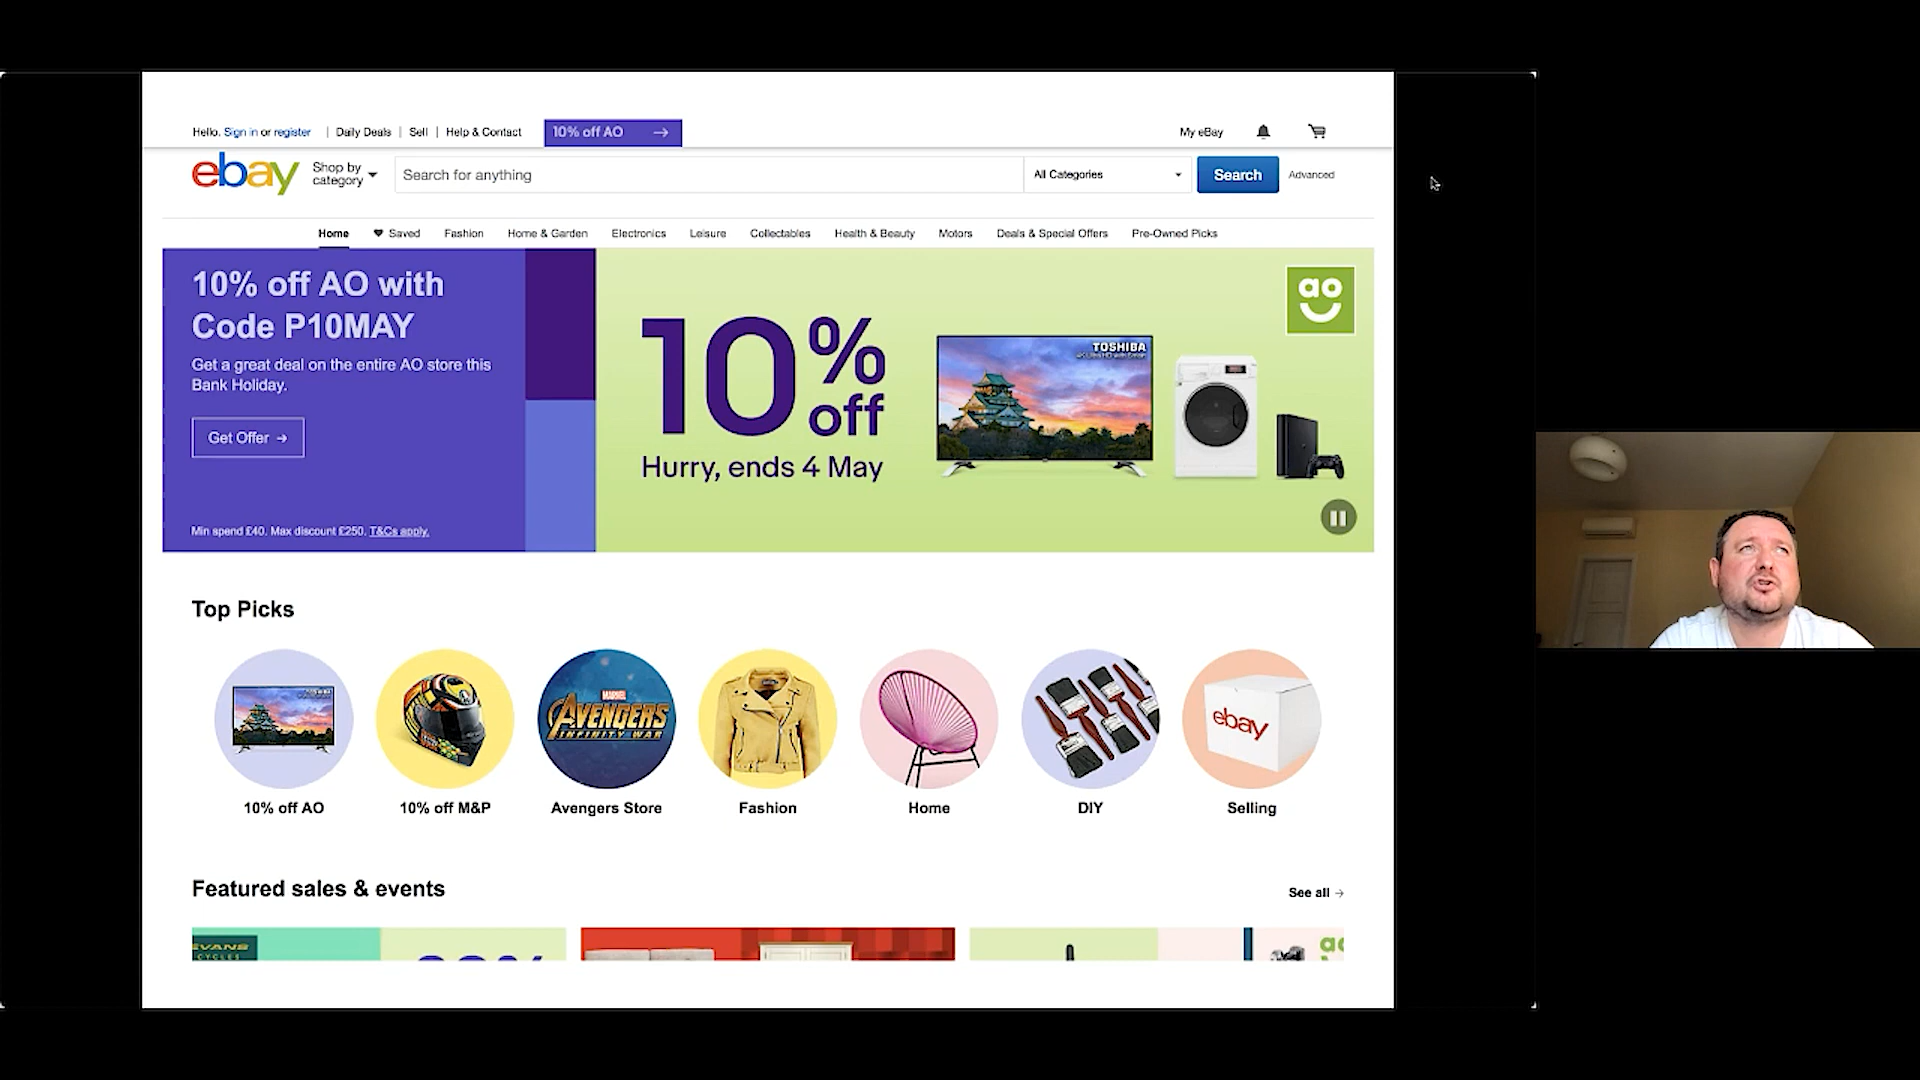 Hello. Sign in or register | Daily Deals | Sell | Help & Contact 10% off AO → My eBay
ebay Shop by category Search for anything All Categories Search Advanced
Home Saved Fashion Home & Garden Electronics Leisure Collectables Health & Beauty Motors Deals & Special Offers Pre-Owned Picks
10% off AO with
Code P10MAY
Get a great deal on the entire AO store this
Bank Holiday.
Get Offer →
Min spend £40. Max discount £250. T&Cs apply.
10%
off
Hurry, ends 4 May
TOSHIBA
ao
Top Picks
MARVEL
AVENGERS
INFINITY WAR
ebay
10% off AO 10% off M&P Avengers Store Fashion Home DIY Selling
Featured sales & events See all →
EVANS
CYCLES
ao